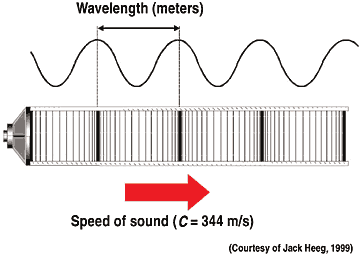 Wavelength (meters)
Speed of sound (C = 344 m/s)
(Courtesy of Jack Heeg, 1999)